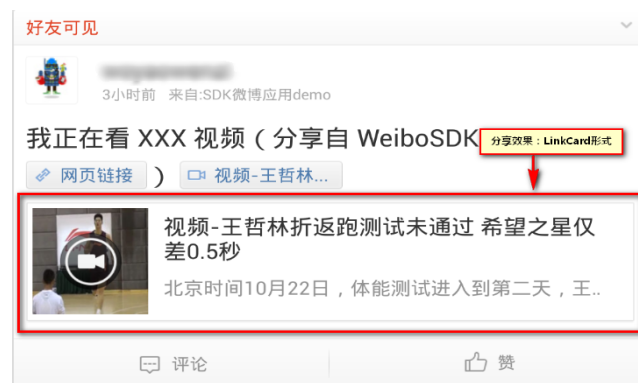 好友可见
3小时前 来自:SDK微博应用demo
我正在看 XXX 视频（分享自 WeiboSDK
分享效果：LinkCard形式
网页链接 ） 视频-王哲林...
视频-王哲林折返跑测试未通过 希望之星仅
差0.5秒
北京时间10月22日，体能测试进入到第二天，王..
评论 赞